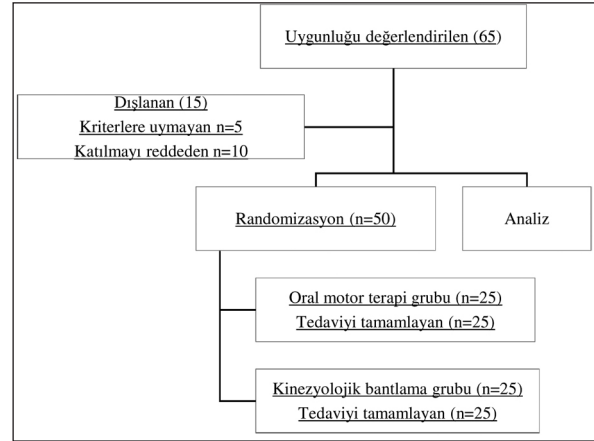 Uygunluğu değerlendirilen (65)
Dışlanan (15)
Kriterlere uymayan n=5
Katılmayı reddeden n=10
Randomizasyon (n=50)
Analiz
Oral motor terapi grubu (n=25)
Tedaviyi tamamlayan (n=25)
Kinezyolojik bantlama grubu (n=25)
Tedaviyi tamamlayan (n=25)